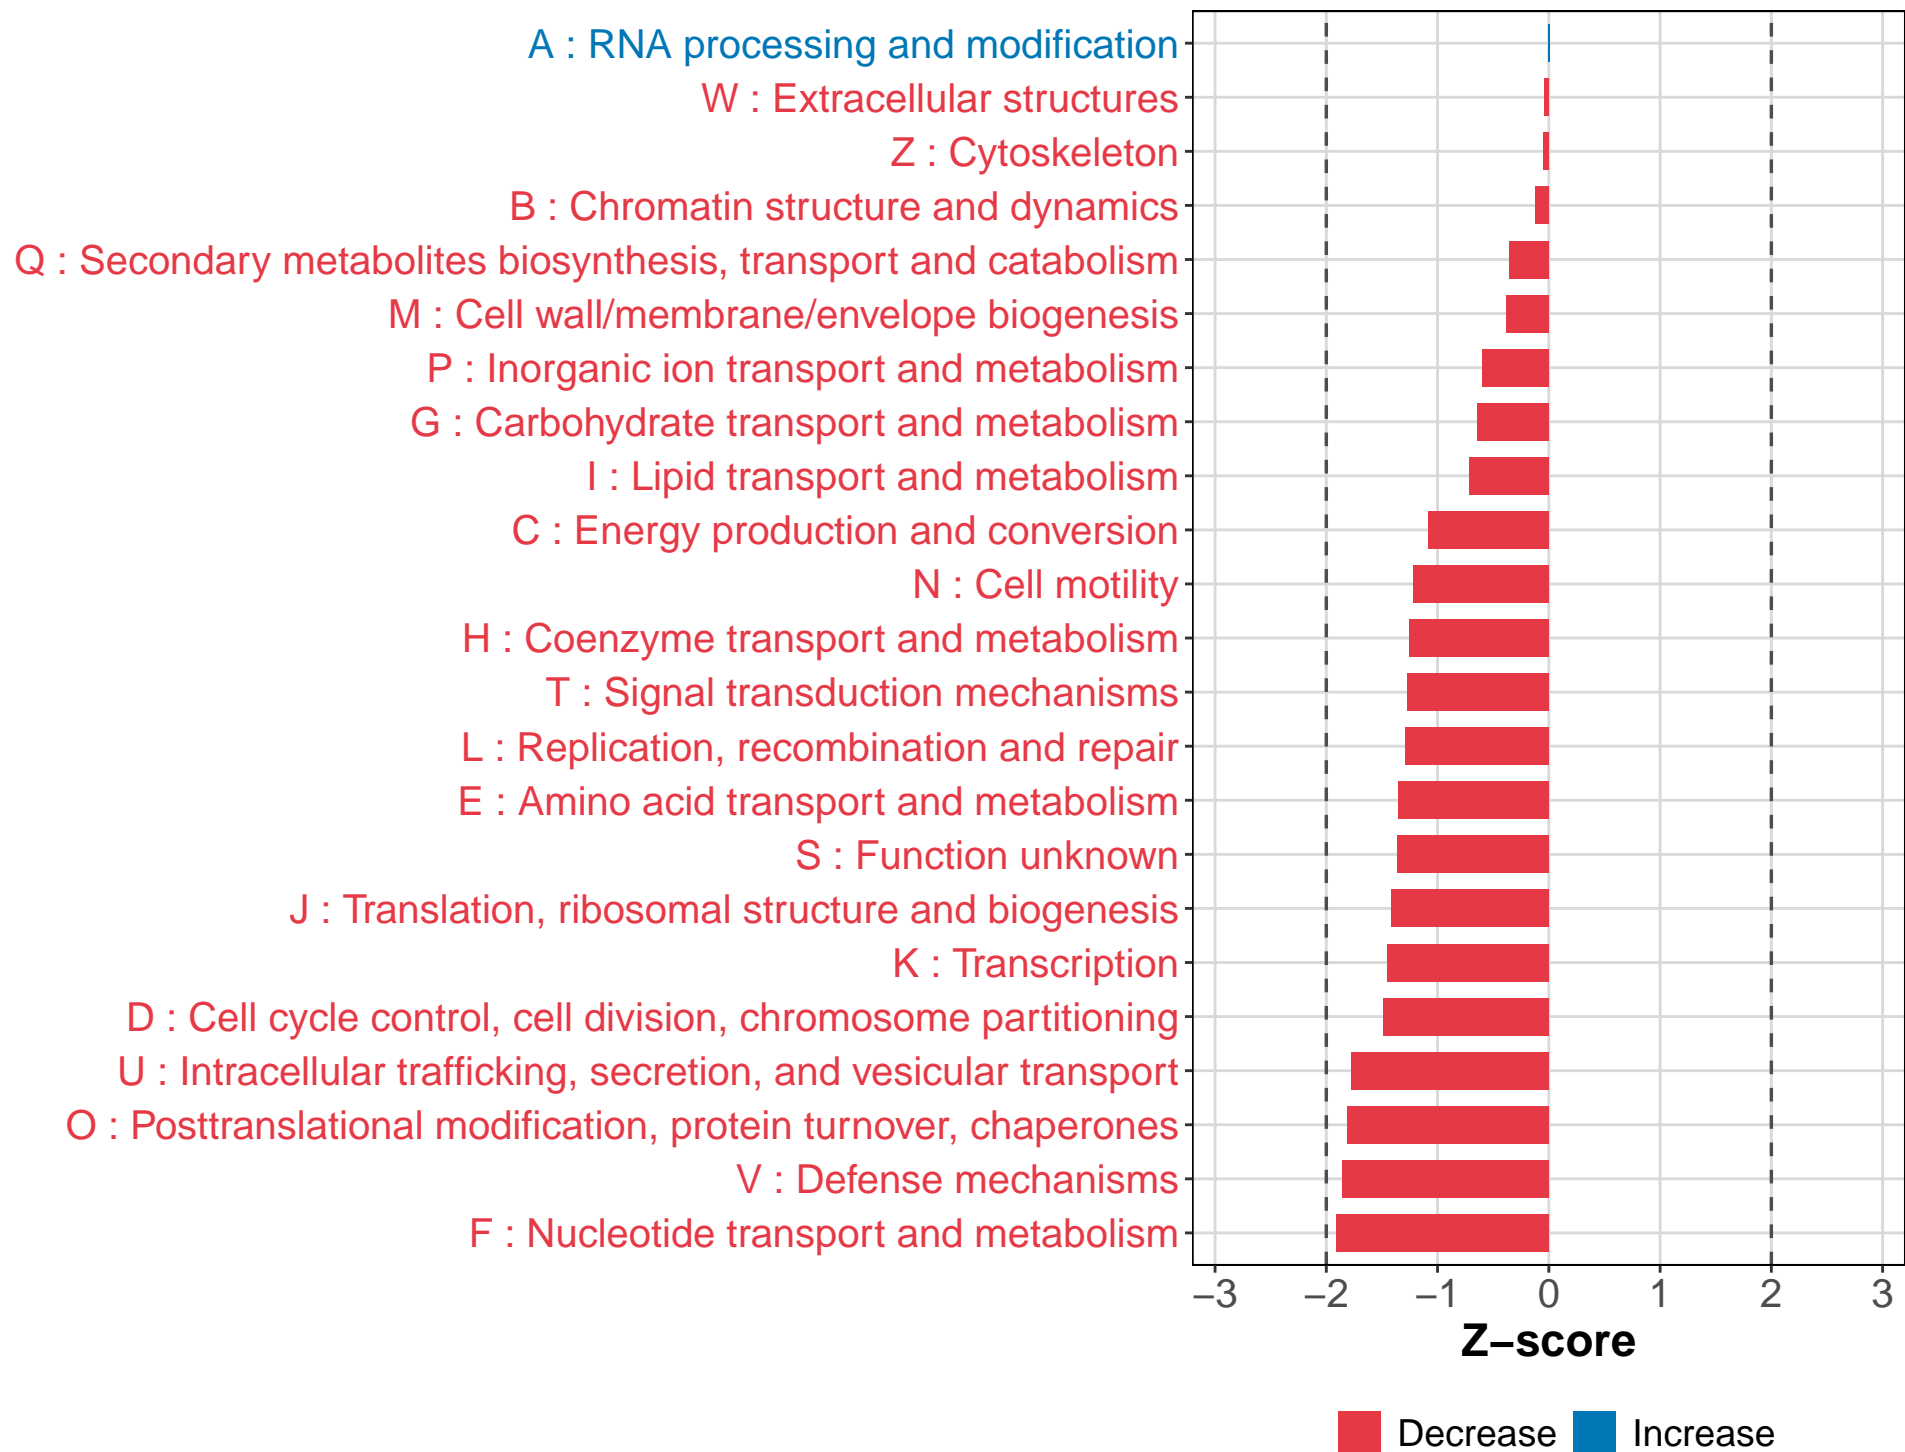 A : RNA processing and modification
W : Extracellular structures
Z : Cytoskeleton
B : Chromatin structure and dynamics
Q : Secondary metabolites biosynthesis, transport and catabolism
M : Cell wall/membrane/envelope biogenesis
P : Inorganic ion transport and metabolism
G : Carbohydrate transport and metabolism
I : Lipid transport and metabolism
C : Energy production and conversion
N : Cell motility
H : Coenzyme transport and metabolism
T : Signal transduction mechanisms
L : Replication, recombination and repair
E : Amino acid transport and metabolism
S : Function unknown
J : Translation, ribosomal structure and biogenesis
K : Transcription
D : Cell cycle control, cell division, chromosome partitioning
U : Intracellular trafficking, secretion, and vesicular transport
O : Posttranslational modification, protein turnover, chaperones
V : Defense mechanisms
F : Nucleotide transport and metabolism
−3 −2 −1 0 1 2 3
Z−score
Decrease Increase